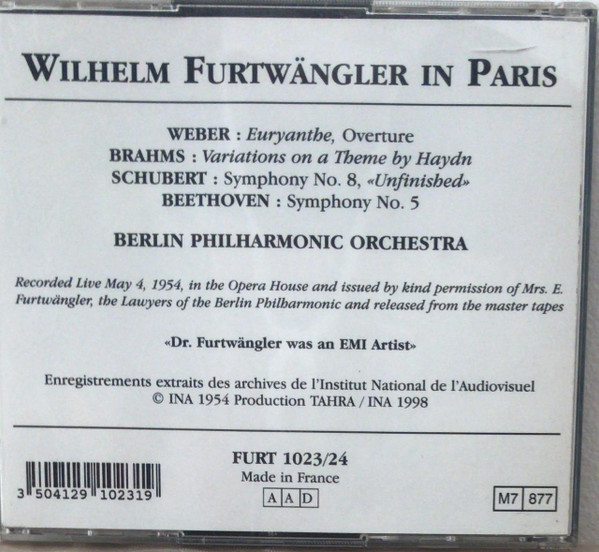 WILHELM FURTWÄNGLER IN PARIS
WEBER : Euryanthe, Overture
BRAHMS : Variations on a Theme by Haydn
SCHUBERT : Symphony No. 8, «Unfinished»
BEETHOVEN : Symphony No. 5
BERLIN PHILHARMONIC ORCHESTRA
Recorded Live May 4, 1954, in the Opera House and issued by kind permission of Mrs. E.
Furtwängler, the Lawyers of the Berlin Philharmonic and released from the master tapes
«Dr. Furtwängler was an EMI Artist»
Enregistrements extraits des archives de l'Institut National de l'Audiovisuel
© INA 1954 Production TAHRA / INA 1998
FURT 1023/24
Made in France
A A D
3 504129 102319
M7 877